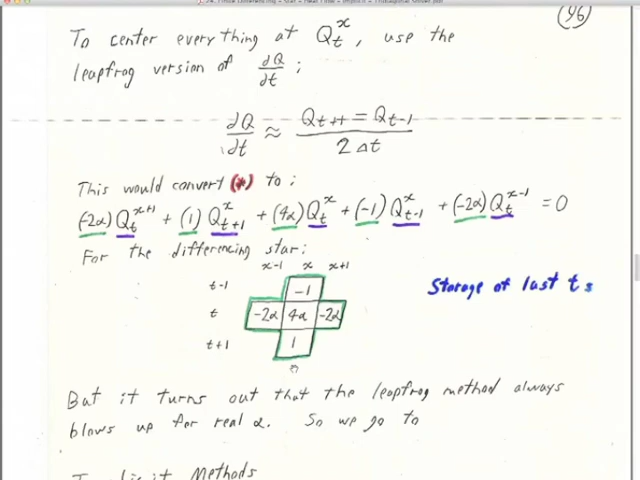 (46)
To center everything at Q_t^x, use the
leapfrog version of dQ/dt;
dQ/dt ≈ Q_{t+1} = Q_{t-1} / 2Δt
This would convert (*) to:
(-2α) Q_t^{x+1} + (1) Q_{t+1}^x + (4α) Q_t^x + (-1) Q_{t-1}^x + (-2α) Q_t^{x-1} = 0
For the differencing star:
x-1 x x+1
t-1 -1
t -2α 4α -2α
t+1 1
Storage of last t s
But it turns out that the leapfrog method always
blows up for real α. So we go to
Methods